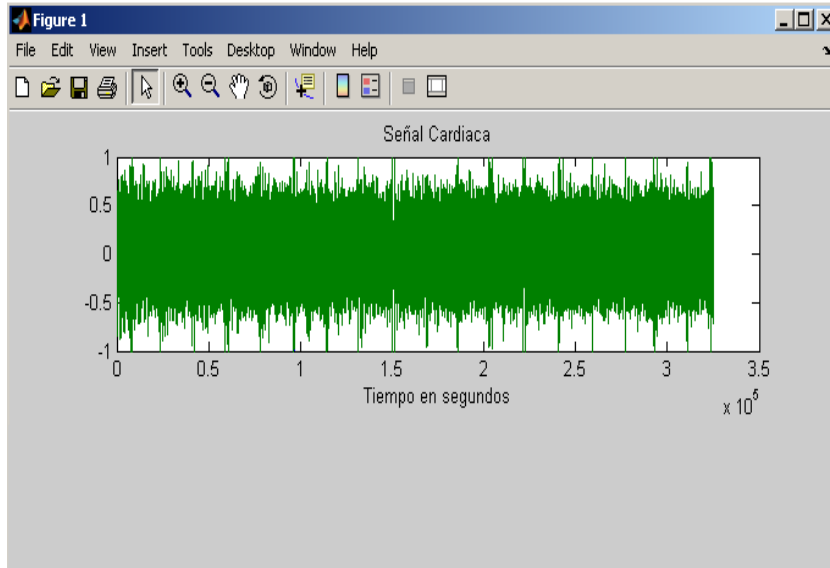 Figure 1
File Edit View Insert Tools Desktop Window Help
Señal Cardiaca
1
0.5
0
-0.5
-1
0 0.5 1 1.5 2 2.5 3 3.5
Tiempo en segundos
x 10^5